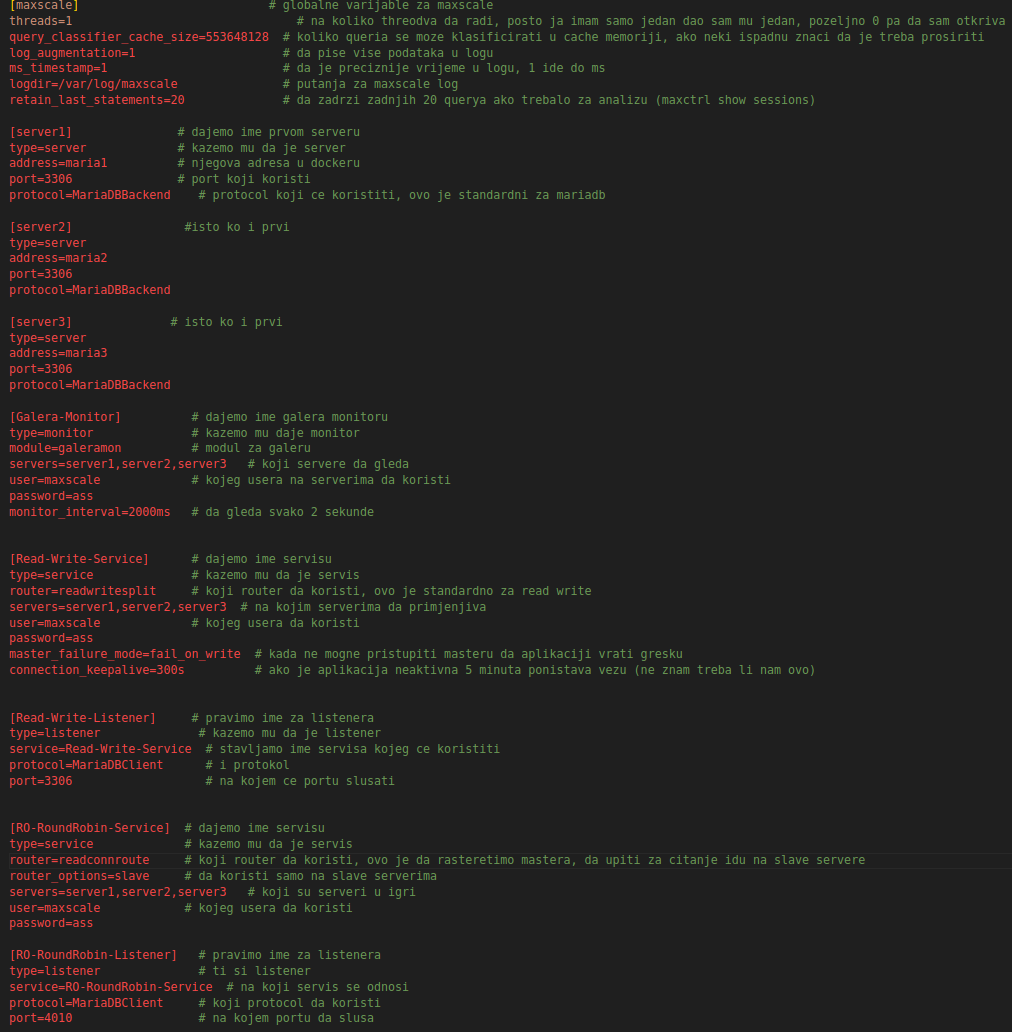 [maxscale] # globalne varijable za maxscale
threads=1 # na koliko threodva da radi, posto ja imam samo jedan dao sam mu jedan, pozeljno 0 pa da sam otkriva
query_classifier_cache_size=553648128 # koliko queria se moze klasificirati u cache memoriji, ako neki ispadnu znaci da je treba prosiriti
log_augmentation=1 # da pise vise podataka u logu
ms_timestamp=1 # da je preciznije vrijeme u logu, 1 ide do ms
logdir=/var/log/maxscale # putanja za maxscale log
retain_last_statements=20 # da zadrzi zadnjih 20 querya ako trebalo za analizu (maxctrl show sessions)
[server1] # dajemo ime prvom serveru
type=server # kazemo mu da je server
address=maria1 # njegova adresa u dockeru
port=3306 # port koji koristi
protocol=MariaDBBackend # protocol koji ce koristiti, ovo je standardni za mariadb
[server2] #isto ko i prvi
type=server
address=maria2
port=3306
protocol=MariaDBBackend
[server3] # isto ko i prvi
type=server
address=maria3
port=3306
protocol=MariaDBBackend
[Galera-Monitor] # dajemo ime galera monitoru
type=monitor # kazemo mu daje monitor
module=galeramon # modul za galeru
servers=server1,server2,server3 # koji servere da gleda
user=maxscale # kojeg usera na serverima da koristi
password=ass
monitor_interval=2000ms # da gleda svako 2 sekunde
[Read-Write-Service] # dajemo ime servisu
type=service # kazemo mu da je servis
router=readwritesplit # koji router da koristi, ovo je standardno za read write
servers=server1,server2,server3 # na kojim serverima da primjenjiva
user=maxscale # kojeg usera da koristi
password=ass
master_failure_mode=fail_on_write # kada ne mogne pristupiti masteru da aplikaciji vrati gresku
connection_keepalive=300s # ako je aplikacija neaktivna 5 minuta ponistava vezu (ne znam treba li nam ovo)
[Read-Write-Listener] # pravimo ime za listenera
type=listener # kazemo mu da je listener
service=Read-Write-Service # stavljamo ime servisa kojeg ce koristiti
protocol=MariaDBClient # i protokol
port=3306 # na kojem ce portu slusati
[RO-RoundRobin-Service] # dajemo ime servisu
type=service # kazemo mu da je servis
router=readconnroute # koji router da koristi, ovo je da rasteretimo mastera, da upiti za citanje idu na slave servere
router_options=slave # da koristi samo na slave serverima
servers=server1,server2,server3 # koji su serveri u igri
user=maxscale # kojeg usera da koristi
password=ass
[RO-RoundRobin-Listener] # pravimo ime za listenera
type=listener # ti si listener
service=RO-RoundRobin-Service # na koji servis se odnosi
protocol=MariaDBClient # koji protocol da koristi
port=4010 # na kojem portu da slusa